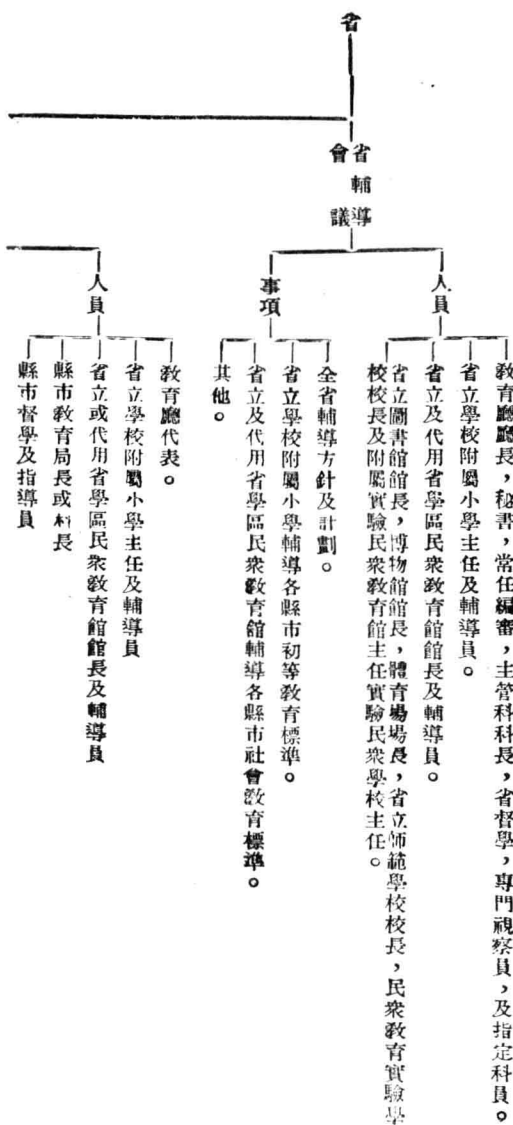 省
省輔導
會議
人員
教育廳廳長，秘書，常任編審，主管科科長，省督學，專門視察員，及指定科員。
省立學校附屬小學主任及輔導員。
省立及代用省學區民衆敎育館館長及輔導員。
省立圖書館館長，博物館館長，體育場場長，省立師範學校校長，民衆敎育實驗學
校校長及附屬實驗民衆敎育館主任實驗民衆學校主任。
事項
全省輔導方針及計劃。
省立學校附屬小學輔導各縣市初等敎育標準。
省立及代用省學區民衆敎育館輔導各縣市社會敎育標準。
其他。
人員
敎育廳代表。
省立學校附屬小學主任及輔導員
省立或代用省學區民衆敎育館館長及輔導員
縣市敎育局長或科長
縣市督學及指導員